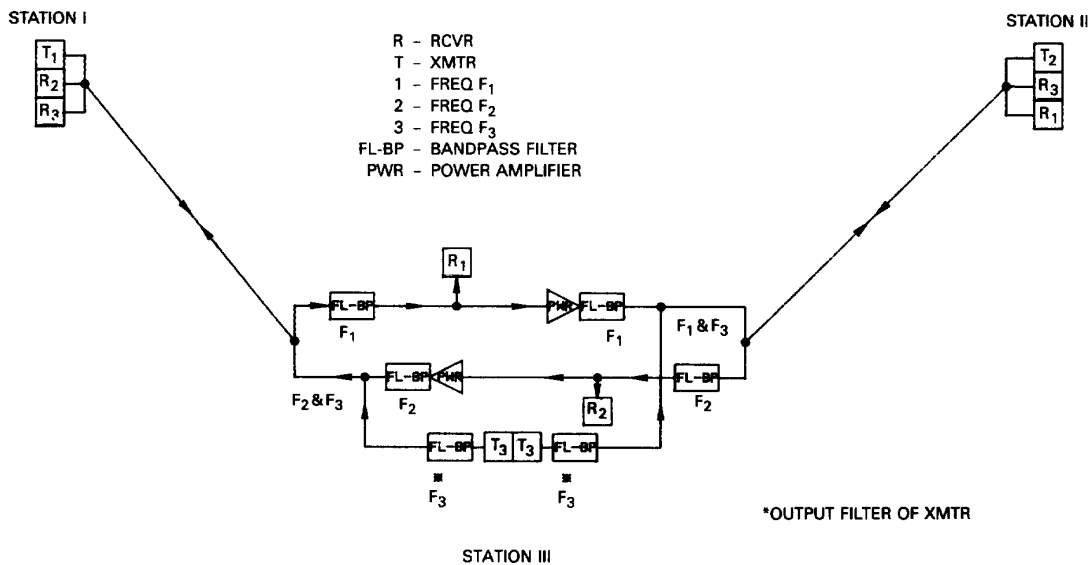 STATION I
STATION II
T1
R2
R3
R - RCVR
T - XMTR
1 - FREQ F1
2 - FREQ F2
3 - FREQ F3
FL-BP - BANDPASS FILTER
PWR - POWER AMPLIFIER
T2
R3
R1
R1
FL-BP
PWR
FL-BP
F1
F1
F1 & F3
FL-BP
PWR
FL-BP
F2 & F3
F2
R2
F2
FL-BP
T3
T3
FL-BP
*
*
F3
F3
*OUTPUT FILTER OF XMTR
STATION III